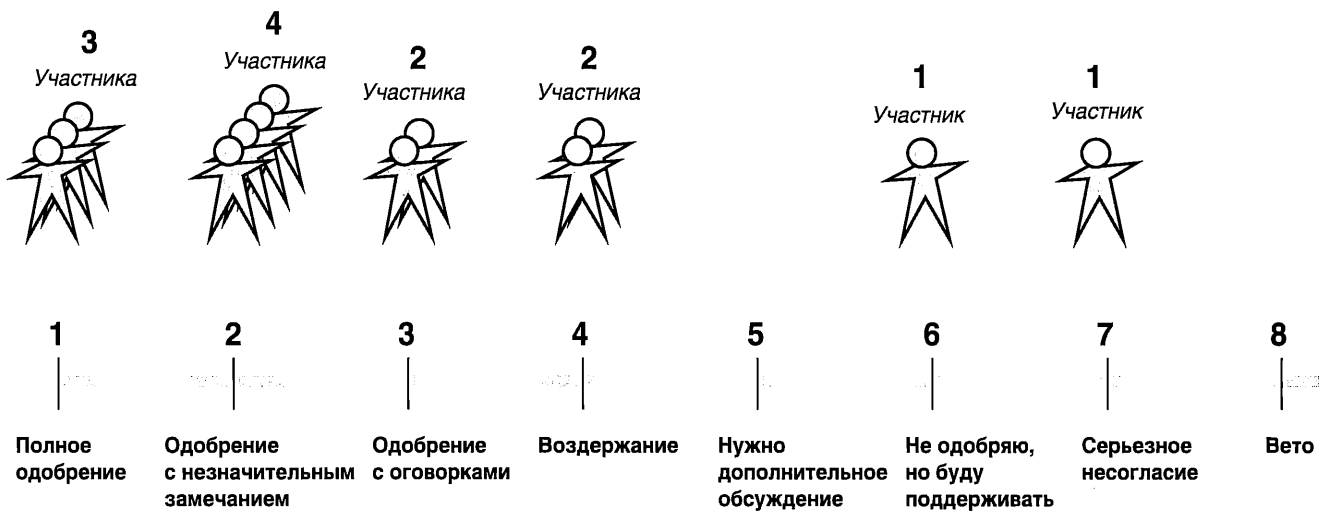 3
Участника
4
Участника
2
Участника
2
Участника
1
Участник
1
Участник
1
2
3
4
5
6
7
8
Полное
одобрение
Одобрение
с незначительным
замечанием
Одобрение
с оговорками
Воздержание
Нужно
дополнительное
обсуждение
Не одобряю,
но буду
поддерживать
Серьезное
несогласие
Вето